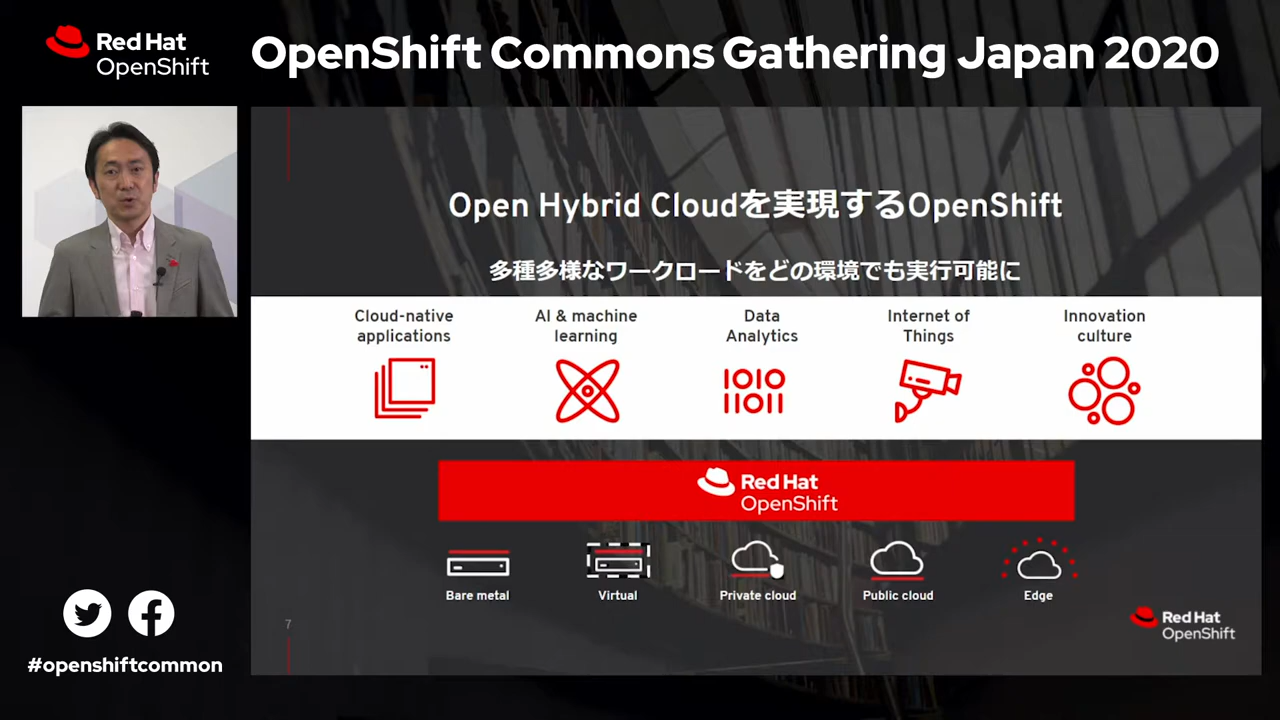 Red Hat
OpenShift
OpenShift Commons Gathering Japan 2020
Open Hybrid Cloudを実現するOpenShift
多種多様なワークロードをどの環境でも実行可能に
Cloud-native
applications
AI & machine
learning
Data
Analytics
Internet of
Things
Innovation
culture
1010
11011
Red Hat
OpenShift
Bare metal
Virtual
Private cloud
Public cloud
Edge
7
Red Hat
OpenShift
#openshiftcommon